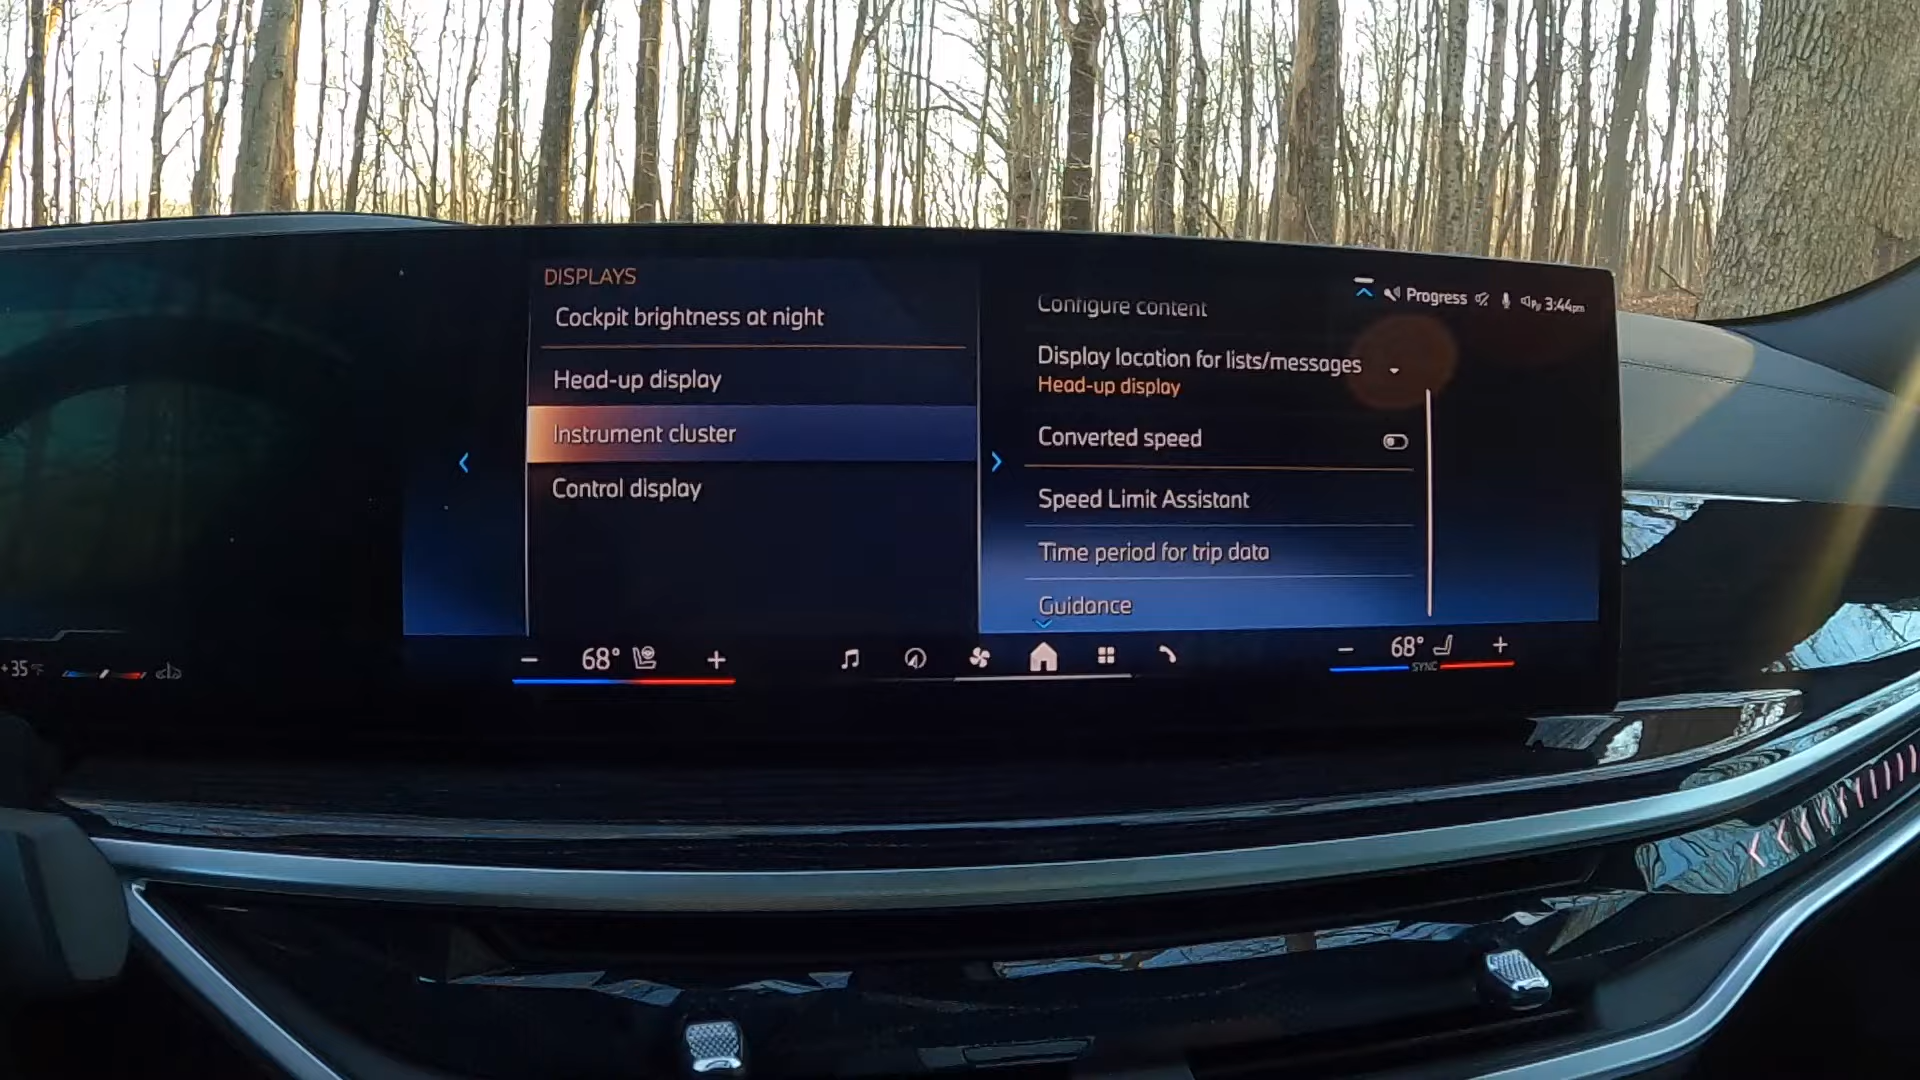 DISPLAYS
Cockpit brightness at night
Head-up display
Instrument cluster
Control display
Configure content
Display location for lists/messages
Head-up display
Converted speed
Speed Limit Assistant
Time period for trip data
Guidance
Progress 3:44pm
+35°F
- 68° +
- 68° +
SYNC